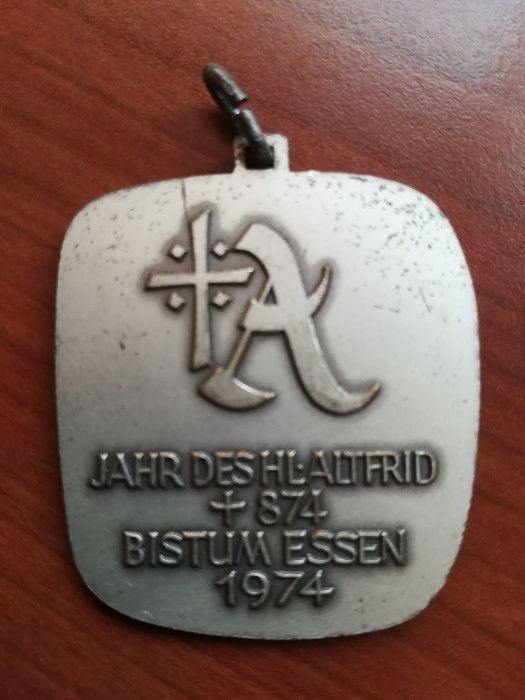 A
JAHR DES HL·ALTFRID
† 874
BISTUM ESSEN
1974